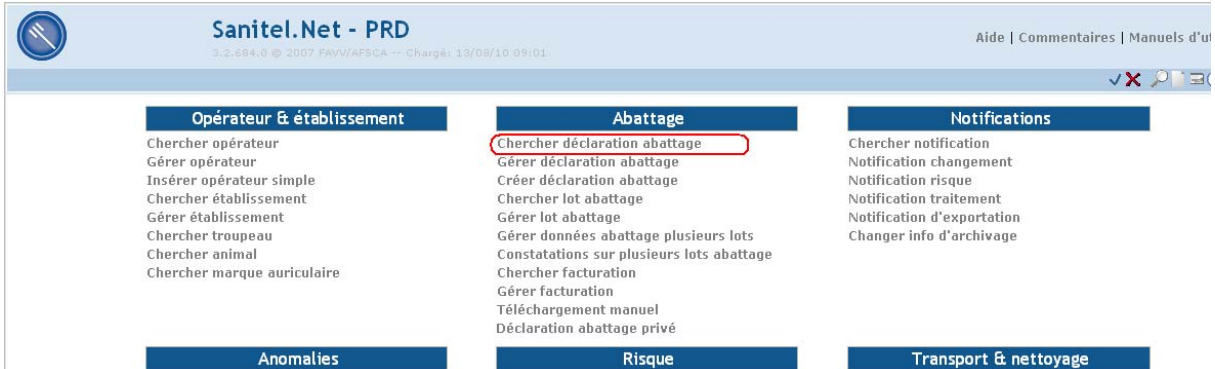 Sanitel.Net - PRD
3.2.684.0 © 2007 FAVV/AFSCA -- Chargé: 13/08/10 09:01
Aide | Commentaires | Manuels d'ut
Opérateur & établissement
Chercher opérateur
Gérer opérateur
Insérer opérateur simple
Chercher établissement
Gérer établissement
Chercher troupeau
Chercher animal
Chercher marque auriculaire
Abattage
Chercher déclaration abattage
Gérer déclaration abattage
Créer déclaration abattage
Chercher lot abattage
Gérer lot abattage
Gérer données abattage plusieurs lots
Constatations sur plusieurs lots abattage
Chercher facturation
Gérer facturation
Téléchargement manuel
Déclaration abattage privé
Notifications
Chercher notification
Notification changement
Notification risque
Notification traitement
Notification d'exportation
Changer info d'archivage
Anomalies
Risque
Transport & nettoyage